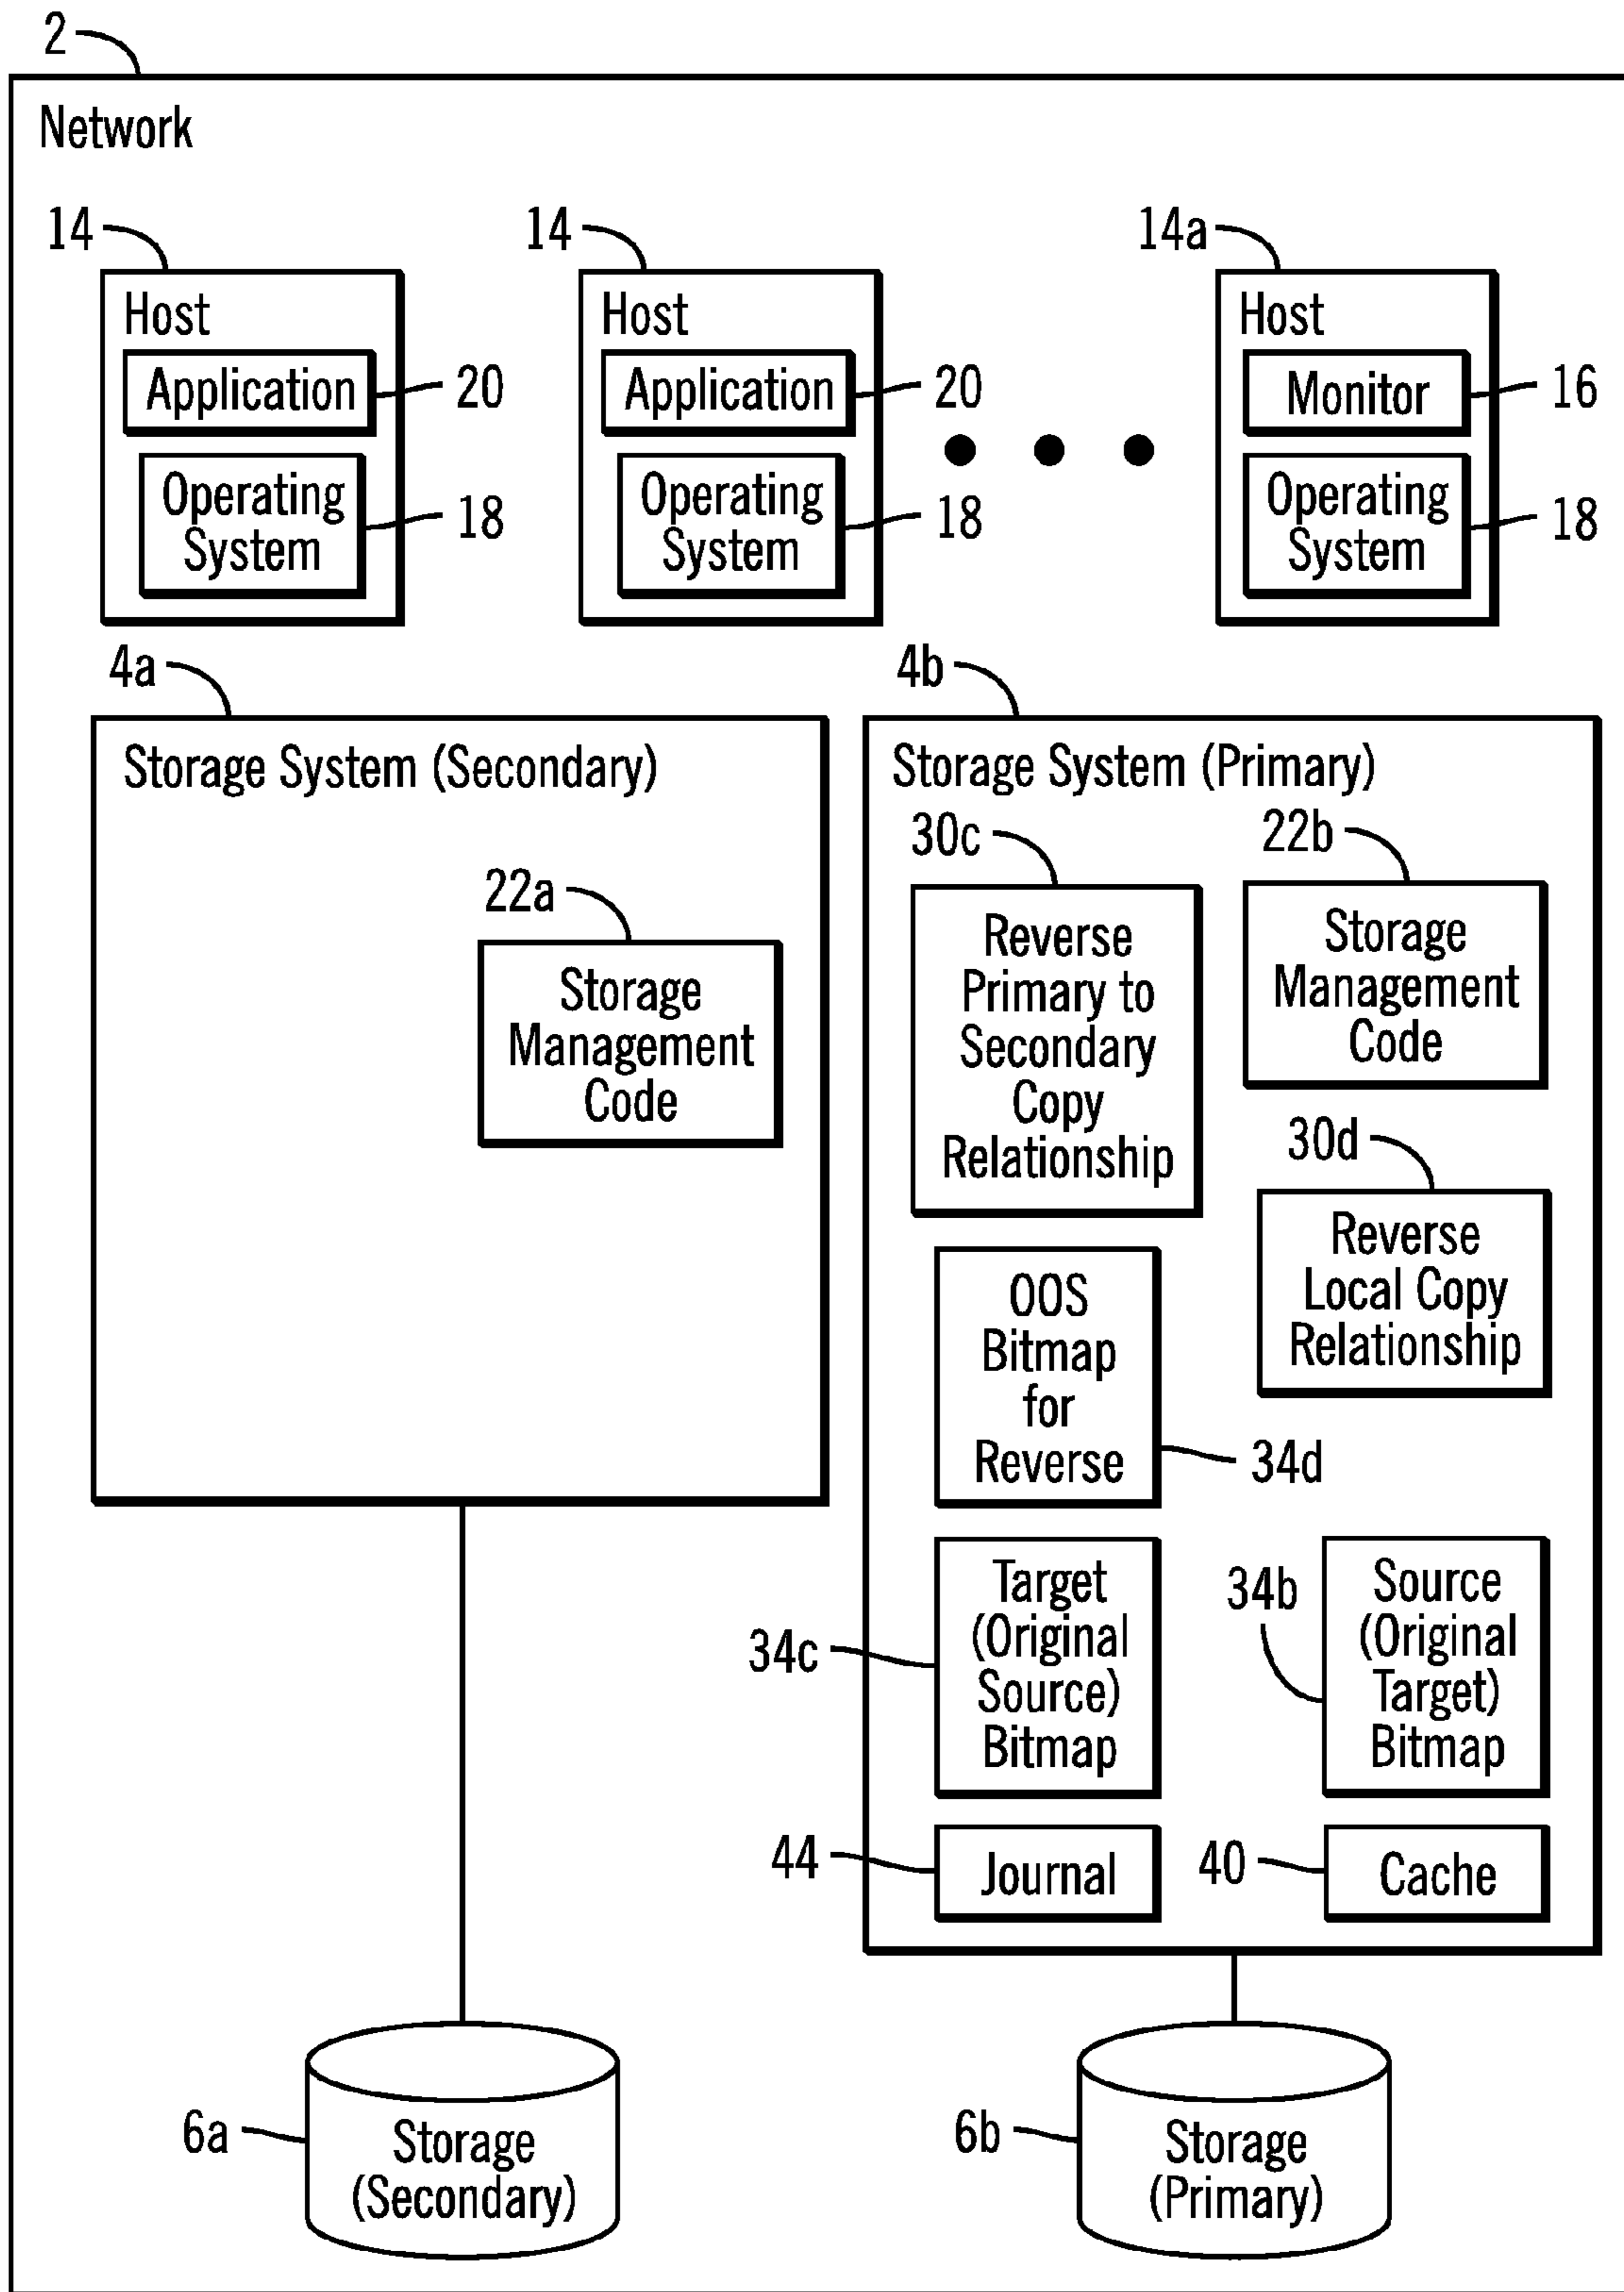 2
Network
14
14
14a
Host
Host
Host
Application
20
Application
20
Monitor
16
Operating
System
18
Operating
System
18
Operating
System
18
4a
4b
Storage System (Secondary)
22a
Storage
Management
Code
Storage System (Primary)
30c
22b
Reverse
Primary to
Secondary
Copy
Relationship
Storage
Management
Code
30d
Reverse
Local Copy
Relationship
OOS
Bitmap
for
Reverse
34d
34c
Target
(Original
Source)
Bitmap
34b
Source
(Original
Target)
Bitmap
44
Journal
40
Cache
6a
Storage
(Secondary)
6b
Storage
(Primary)